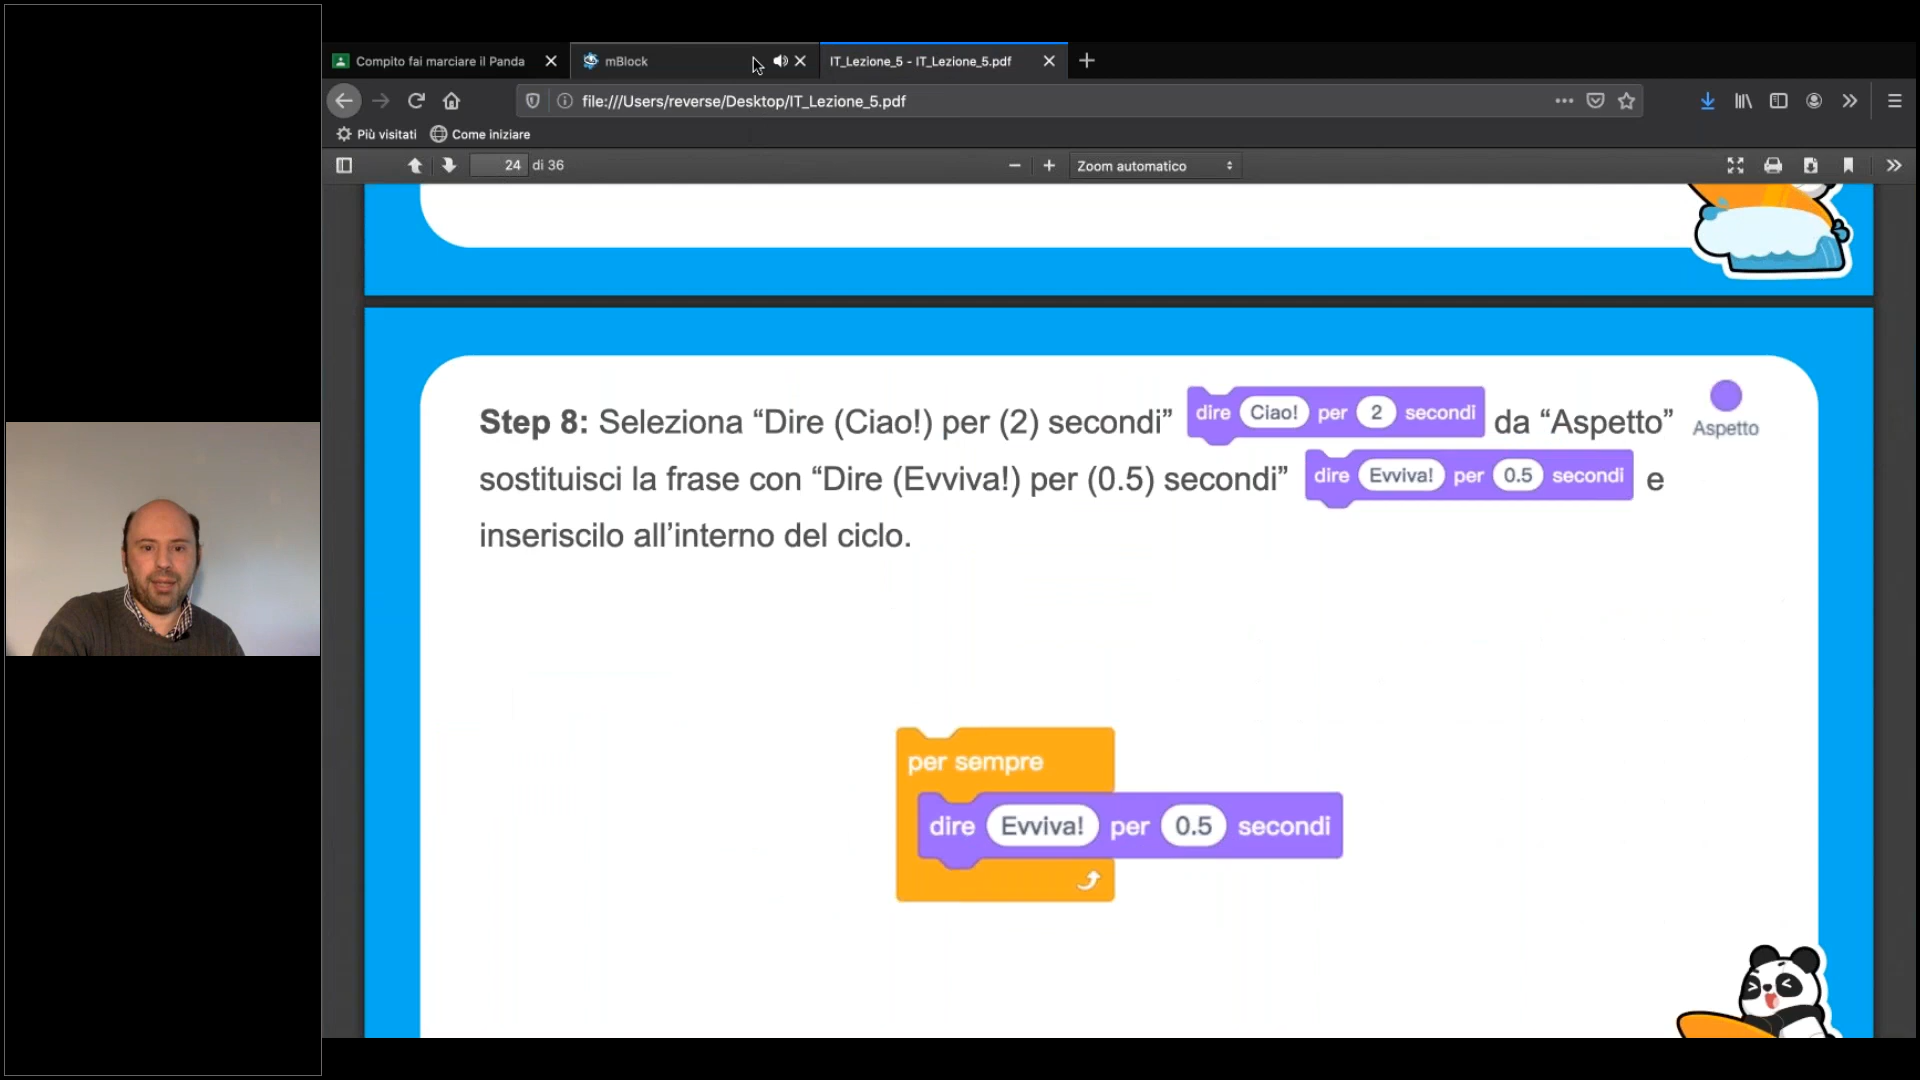 Compito fai marciare il Panda
mBlock
IT_Lezione_5 - IT_Lezione_5.pdf
file:///Users/reverse/Desktop/IT_Lezione_5.pdf
Più visitati
Come iniziare
24 di 36
Zoom automatico
Step 8: Seleziona “Dire (Ciao!) per (2) secondi” dire Ciao! per 2 secondi da “Aspetto” Aspetto
sostituisci la frase con “Dire (Evviva!) per (0.5) secondi” dire Evviva! per 0.5 secondi e
inseriscilo all’interno del ciclo.
per sempre
dire Evviva! per 0.5 secondi